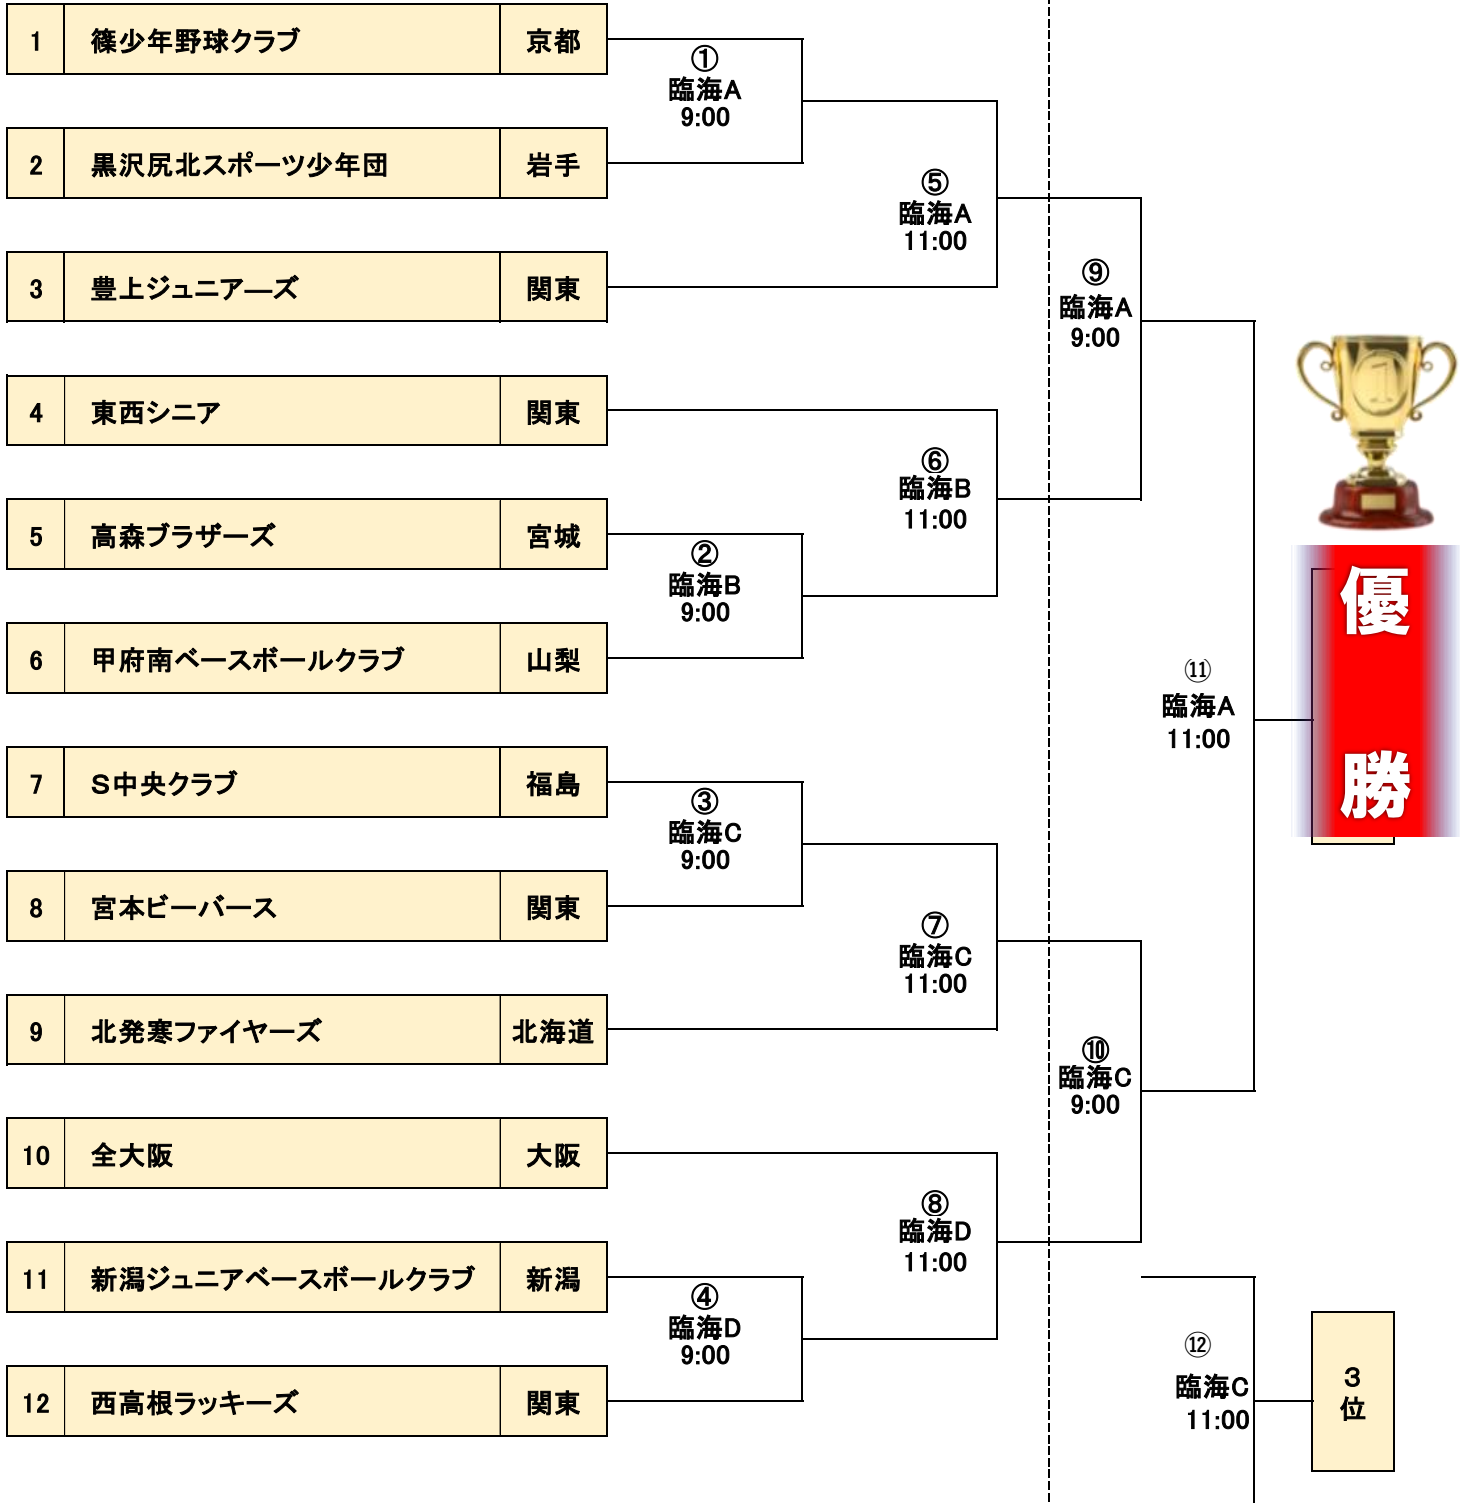 1 篠少年野球クラブ 京都
①
臨海A
9:00
2 黒沢尻北スポーツ少年団 岩手
⑤
臨海A
11:00
3 豊上ジュニア―ズ 関東
⑨
臨海A
9:00
4 東西シニア 関東
⑥
臨海B
11:00
5 高森ブラザーズ 宮城
②
臨海B
9:00
6 甲府南ベースボールクラブ 山梨
⑪
臨海A
11:00
1
優
勝
7 S中央クラブ 福島
③
臨海C
9:00
8 宮本ビーバース 関東
⑦
臨海C
11:00
9 北発寒ファイヤーズ 北海道
⑩
臨海C
9:00
10 全大阪 大阪
⑧
臨海D
11:00
11 新潟ジュニアベースボールクラブ 新潟
④
臨海D
9:00
12 西高根ラッキーズ 関東
⑫
臨海C
11:00
3
位